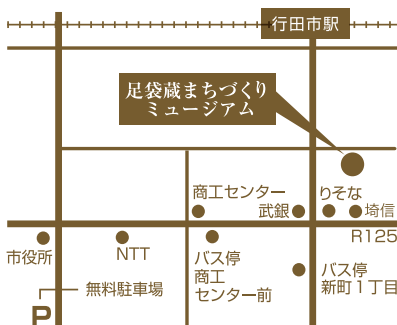 行田市駅
足袋蔵まちづくり
ミュージアム
商工センター
武銀
りそな
埼信
R125
市役所
NTT
バス停
商工
センター前
バス停
新町1丁目
無料駐車場
P